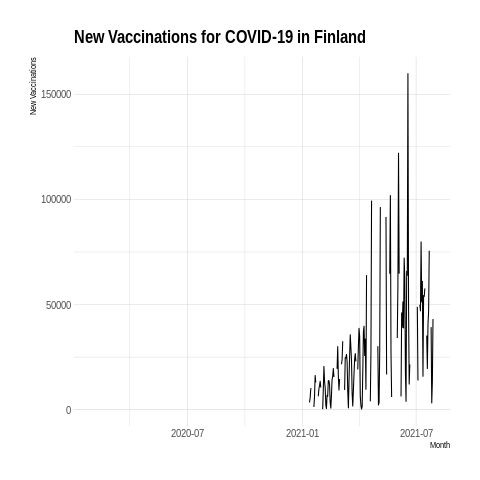 New Vaccinations for COVID-19 in Finland
New Vaccinations
150000
100000
50000
0
2020-07 2021-01 2021-07
Month